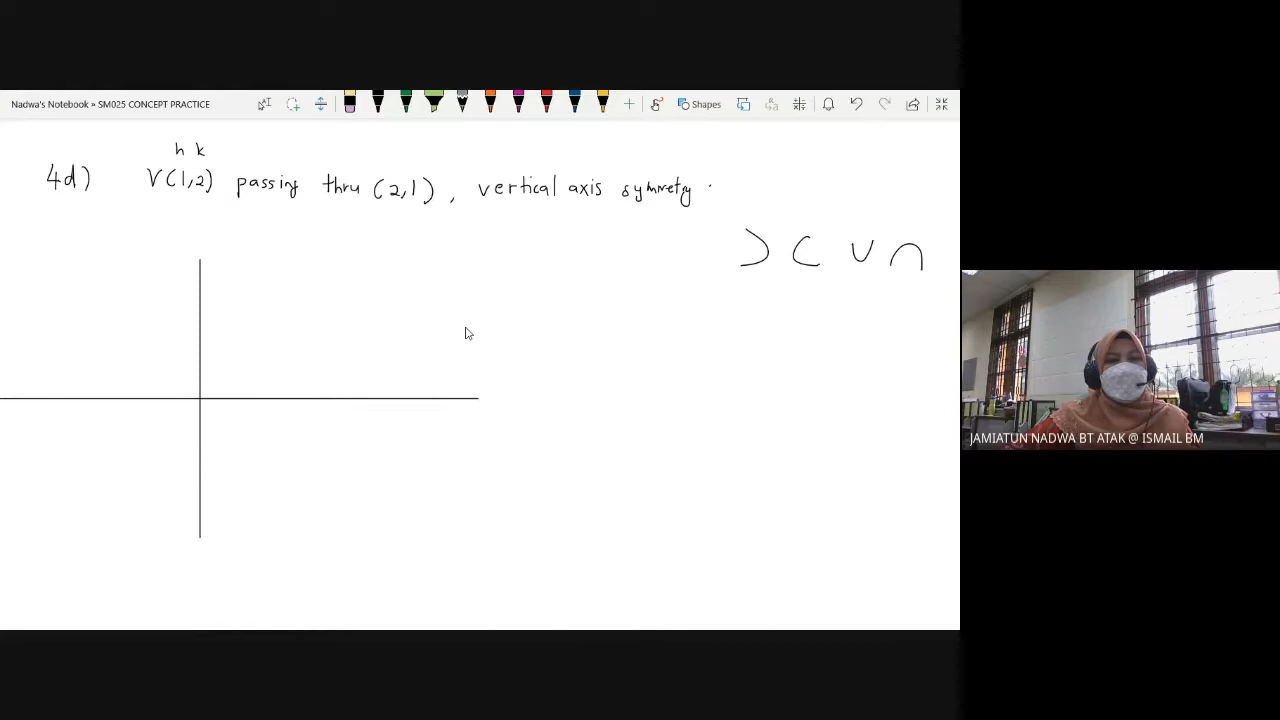 Nadwa's Notebook » SM025 CONCEPT PRACTICE
Shapes
h k
4d) V(1,2) passing thru (2,1), vertical axis symmetry.
JAMIATUN NADWA BT ATAK @ ISMAIL BM